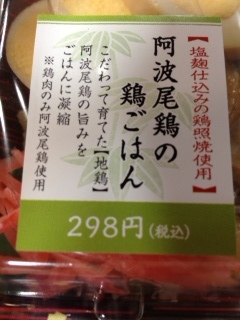 【塩麹仕込みの鶏照焼使用】
阿波尾鶏の
鶏ごはん
こだわって育てた【地鶏】
阿波尾鶏の旨みを
ごはんに凝縮
※鶏肉のみ阿波尾鶏使用
298円(税込)